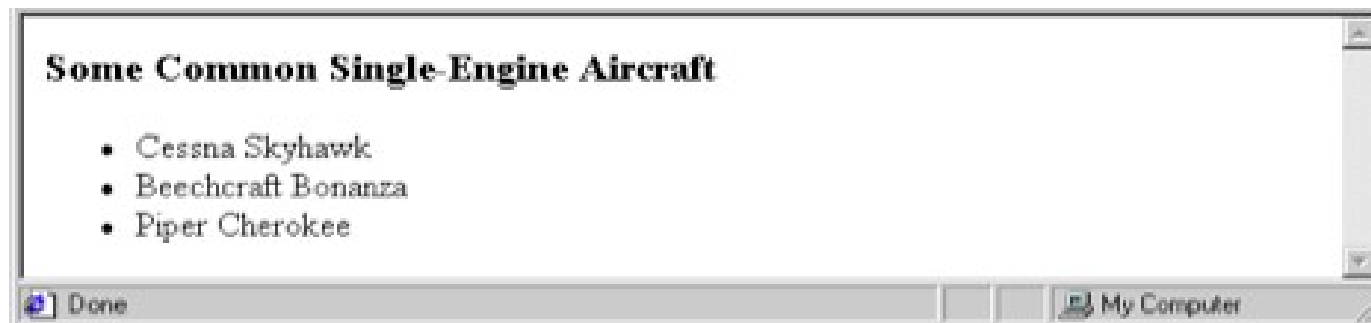 Some Common Single-Engine Aircraft
• Cessna Skyhawk
• Beechcraft Bonanza
• Piper Cherokee
Done
My Computer